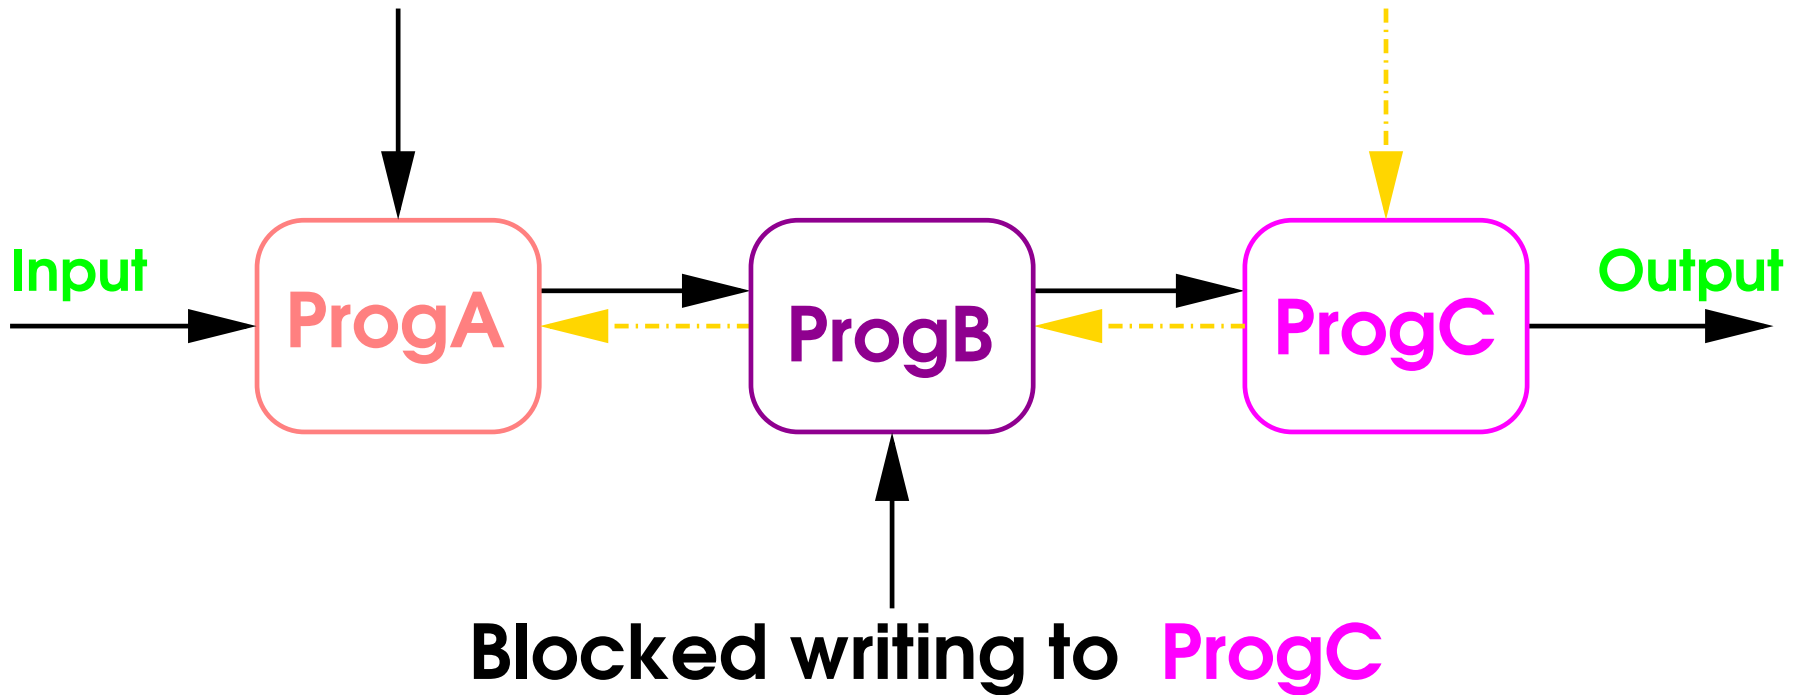 Input
Output
ProgA
ProgB
ProgC
Blocked writing to ProgC